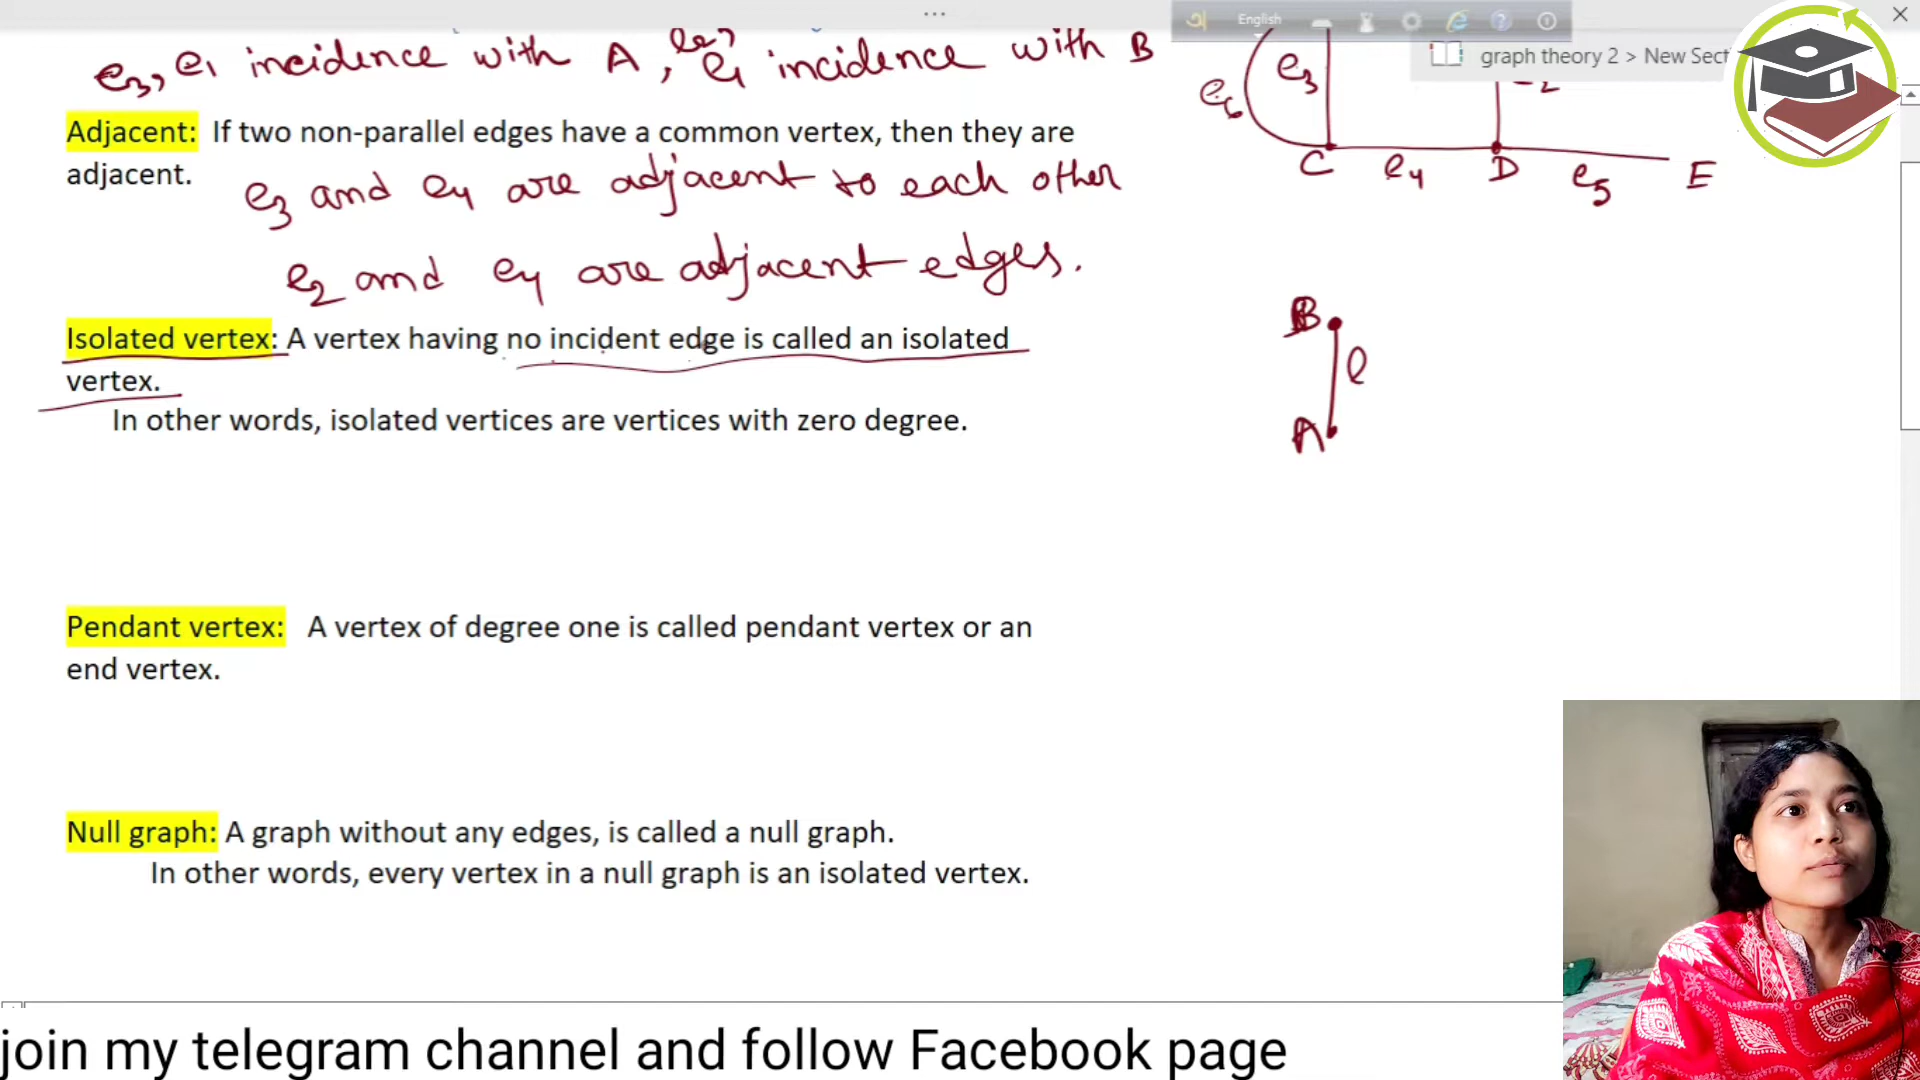 English
graph theory 2 > New Sect
e3, e1 incidence with A, e1 incidence with B
e6 e3
C e4 D e5 E
Adjacent: If two non-parallel edges have a common vertex, then they are
adjacent.
e3 and e4 are adjacent to each other
e2 and e4 are adjacent edges.
Isolated vertex: A vertex having no incident edge is called an isolated
vertex.
In other words, isolated vertices are vertices with zero degree.
B
e
A
Pendant vertex: A vertex of degree one is called pendant vertex or an
end vertex.
Null graph: A graph without any edges, is called a null graph.
In other words, every vertex in a null graph is an isolated vertex.
join my telegram channel and follow Facebook page